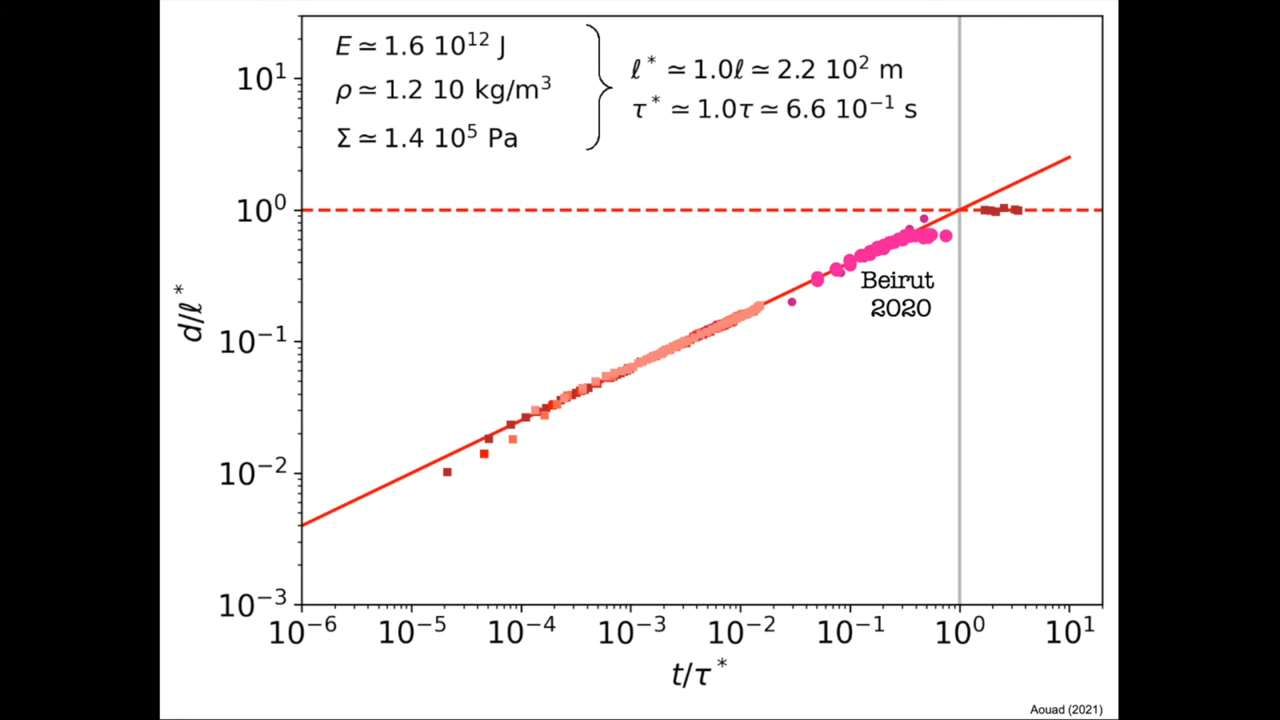 E ≃ 1.6 10¹² J
ρ ≃ 1.2 10 kg/m³
Σ ≃ 1.4 10⁵ Pa
ℓ* ≃ 1.0ℓ ≃ 2.2 10² m
τ* ≃ 1.0τ ≃ 6.6 10⁻¹ s
10¹
10⁰
10⁻¹
10⁻²
10⁻³
d/ℓ*
Beirut
2020
10⁻⁶ 10⁻⁵ 10⁻⁴ 10⁻³ 10⁻² 10⁻¹ 10⁰ 10¹
t/τ*
Aouad (2021)